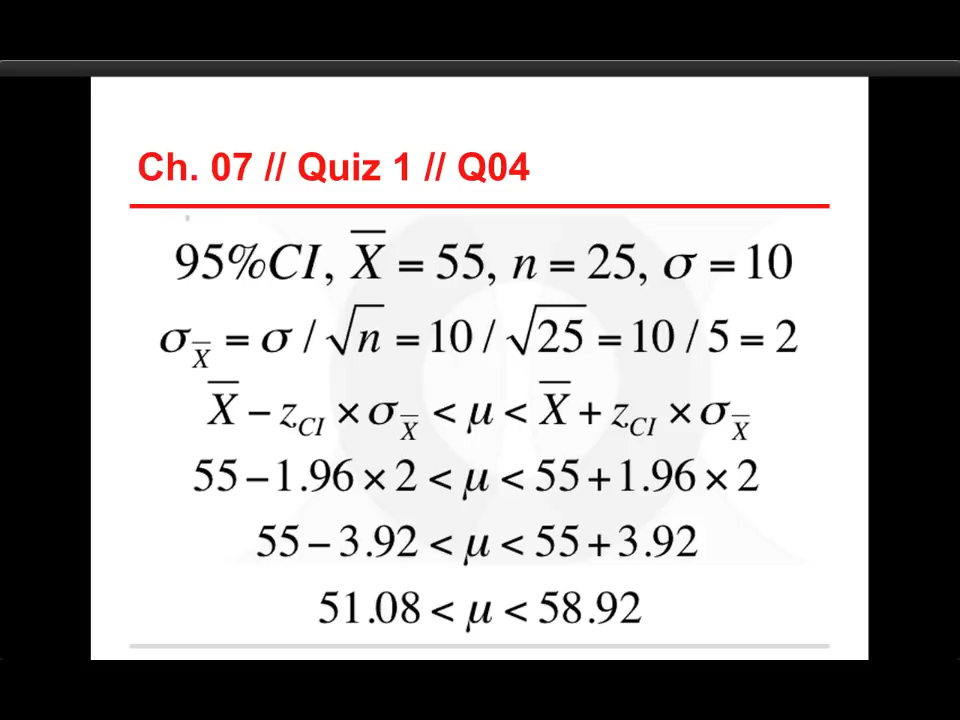 Ch. 07 // Quiz 1 // Q04
95%CI, X̅ = 55, n = 25, σ = 10
σ_X̅ = σ / √n = 10 / √25 = 10 / 5 = 2
X̅ − z_CI × σ_X̅ < μ < X̅ + z_CI × σ_X̅
55 − 1.96 × 2 < μ < 55 + 1.96 × 2
55 − 3.92 < μ < 55 + 3.92
51.08 < μ < 58.92